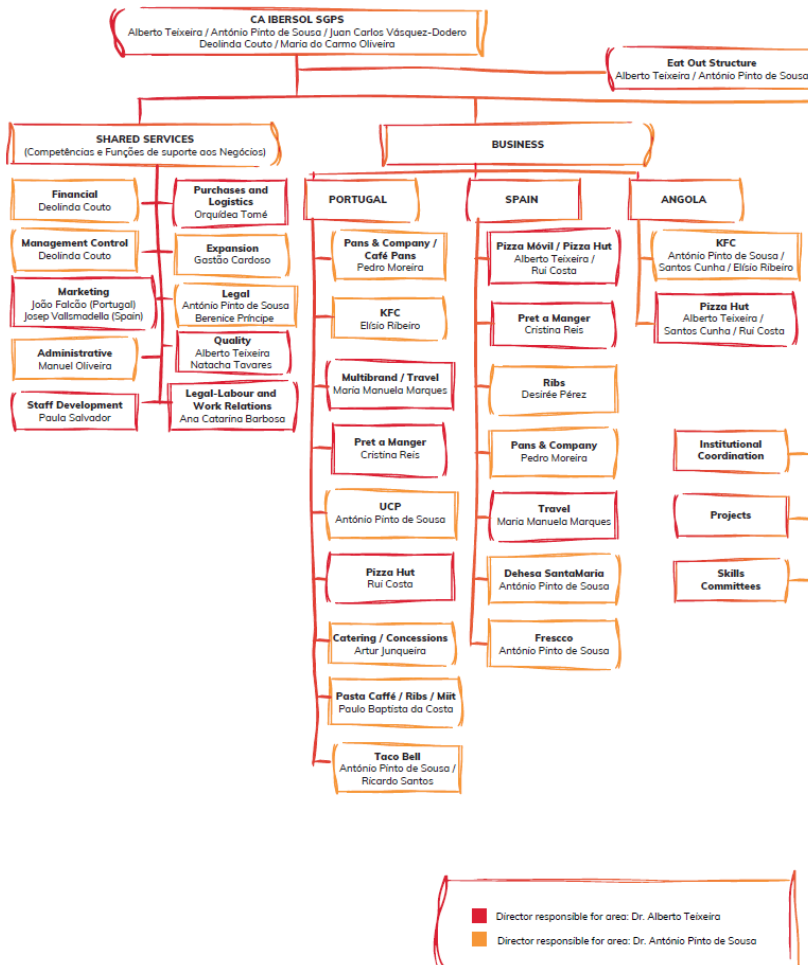 CA IBERSOL SGPS
Alberto Teixeira / António Pinto de Sousa / Juan Carlos Vásquez-Dodero
Deolinda Couto / Maria do Carmo Oliveira
Eat Out Structure
Alberto Teixeira / António Pinto de Sousa
SHARED SERVICES
(Competências e Funções de suporte aos Negócios)
BUSINESS
Financial
Deolinda Couto
Purchases and
Logistics
Orquídea Tomé
Management Control
Deolinda Couto
Expansion
Gastão Cardoso
Marketing
João Falcão (Portugal)
Josep Vallsmadella (Spain)
Legal
António Pinto de Sousa
Berenice Príncipe
Administrative
Manuel Oliveira
Quality
Alberto Teixeira
Natacha Tavares
Staff Development
Paula Salvador
Legal-Labour and
Work Relations
Ana Catarina Barbosa
PORTUGAL
Pans & Company /
Café Pans
Pedro Moreira
KFC
Elísio Ribeiro
Multibrand / Travel
Maria Manuela Marques
Pret a Manger
Cristina Reis
UCP
António Pinto de Sousa
Pizza Hut
Rui Costa
Catering / Concessions
Artur Junqueira
Pasta Caffé / Ribs / Miit
Paulo Baptista da Costa
Taco Bell
António Pinto de Sousa /
Ricardo Santos
SPAIN
Pizza Móvil / Pizza Hut
Alberto Teixeira /
Rui Costa
Pret a Manger
Cristina Reis
Ribs
Desirée Pérez
Pans & Company
Pedro Moreira
Travel
Maria Manuela Marques
Dehesa SantaMaria
António Pinto de Sousa
Frescco
António Pinto de Sousa
ANGOLA
KFC
António Pinto de Sousa /
Santos Cunha / Elísio Ribeiro
Pizza Hut
Alberto Teixeira /
Santos Cunha / Rui Costa
Institutional
Coordination
Projects
Skills
Committees
Director responsible for area: Dr. Alberto Teixeira
Director responsible for area: Dr. António Pinto de Sousa